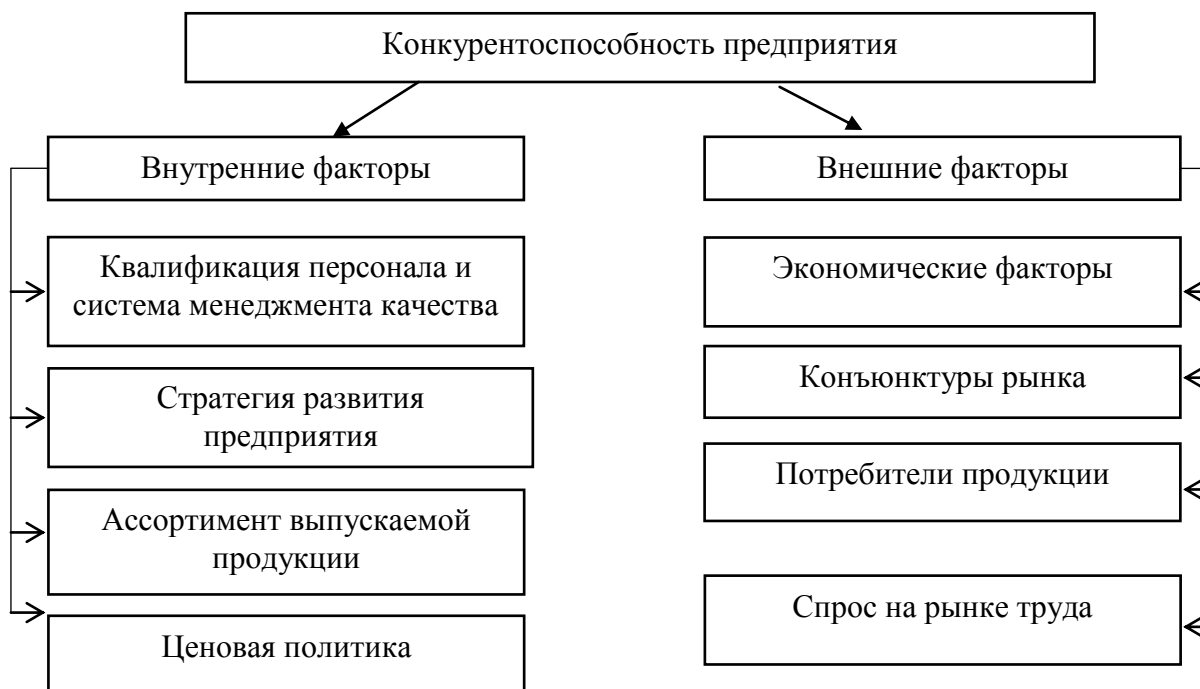 Конкурентоспособность предприятия
Внутренние факторы
Квалификация персонала и
система менеджмента качества
Стратегия развития
предприятия
Ассортимент выпускаемой
продукции
Ценовая политика
Внешние факторы
Экономические факторы
Конъюнктуры рынка
Потребители продукции
Спрос на рынке труда